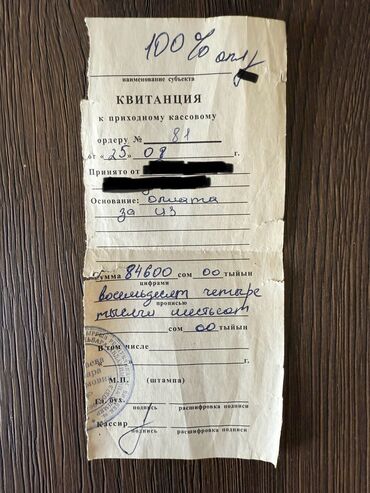 100% опл
наименование субъекта
КВИТАНЦИЯ
к приходному кассовому
ордеру № 81
от « 25 » 08 г.
Принято от
Основание: оплата
за из
Сумма 84600 сом 00 тыйын
цифрами
восемьдесят четыре
прописью
тысячи шестьсот
сом 00 тыйын
В том числе
г.
М.П. (штампа)
Гл. бух.
подпись расшифровка подписи
Кассир
подпись расшифровка подписи